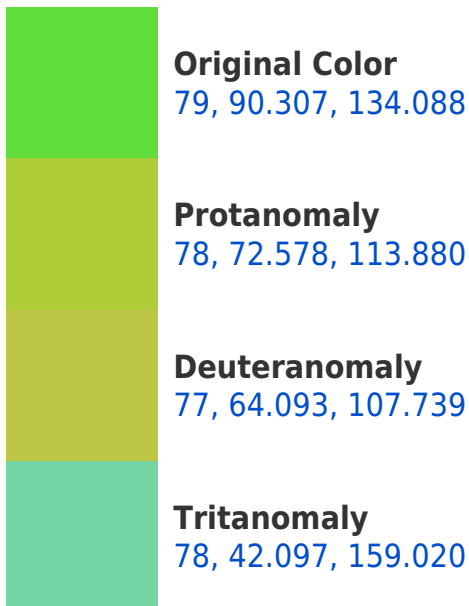 Original Color
79, 90.307, 134.088
Protanomaly
78, 72.578, 113.880
Deuteranomaly
77, 64.093, 107.739
Tritanomaly
78, 42.097, 159.020